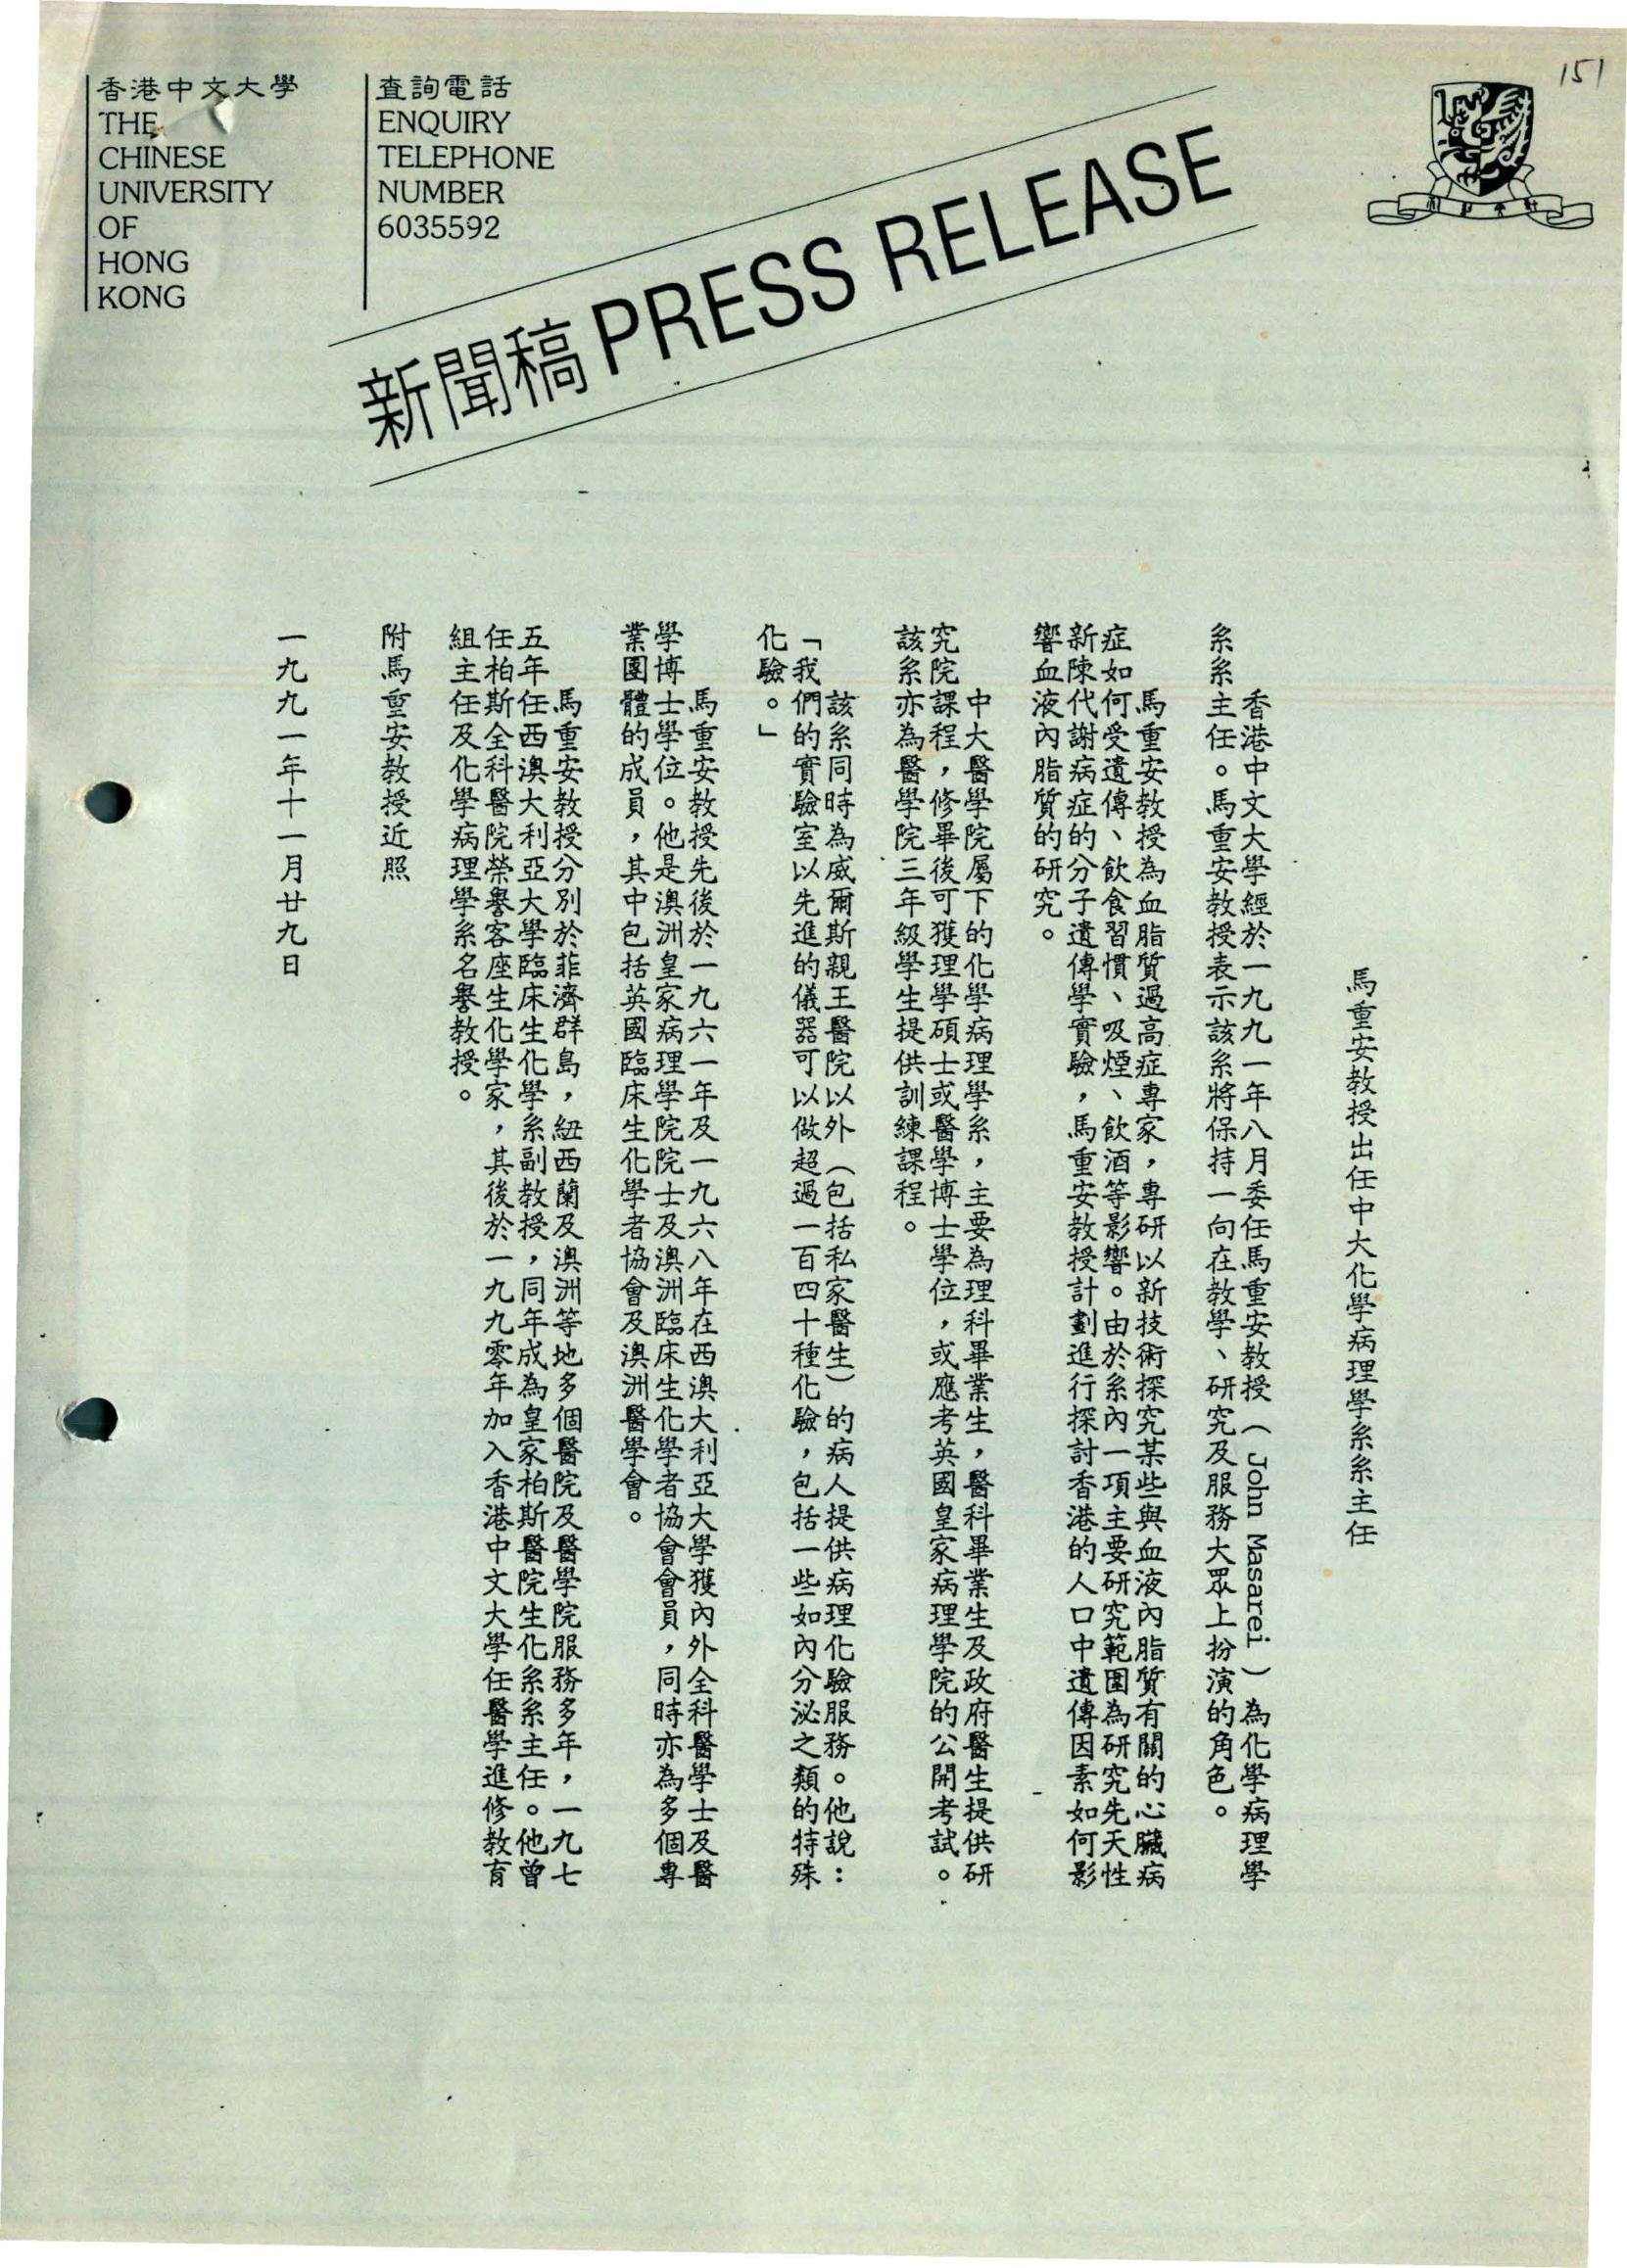 151
香港中文大學
THE
CHINESE
UNIVERSITY
OF
HONG
KONG
查詢電話
ENQUIRY
TELEPHONE
NUMBER
6035592
新聞稿 PRESS RELEASE
馬重安教授出任中大化學病理學系系主任
香港中文大學經於一九九一年八月委任馬重安教授（John Masarei）為化學病理學
系系主任。馬重安教授表示該系將保持一向在教學、研究及服務大眾上扮演的角色。
馬重安教授為血脂質過高症專家，專研以新技術探究某些與血液內脂質有關的心臟病
症如何受遺傳、飲食習慣、吸煙、飲酒等影響。由於系內一項主要研究範圍為研究先天性
新陳代謝病症的分子遺傳學實驗，馬重安教授計劃進行探討香港的人口中遺傳因素如何影
響血液內脂質的研究。
中大醫學院屬下的化學病理學系，主要為理科畢業生，醫科畢業生及政府醫生提供研
究院課程，修畢後可獲理學碩士或醫學博士學位，或應考英國皇家病理學院的公開考試。
該系亦為醫學院三年級學生提供訓練課程。
該系同時為威爾斯親王醫院以外（包括私家醫生）的病人提供病理化驗服務。他說：
「我們的實驗室以先進的儀器可以做超過一百四十種化驗，包括一些如內分泌之類的特殊
化驗。」
馬重安教授先後於一九六一年及一九六八年在西澳大利亞大學獲內外全科醫學士及醫
學博士學位。他是澳洲皇家病理學院院士及澳洲臨床生化學者協會會員，同時亦為多個專
業團體的成員，其中包括英國臨床生化學者協會及澳洲醫學會。
馬重安教授分別於菲濟群島，紐西蘭及澳洲等地多個醫院及醫學院服務多年，一九七
五年任西澳大利亞大學臨床生化學系副教授，同年成為皇家柏斯醫院生化系系主任。他曾
任柏斯全科醫院榮譽客座生化學家，其後於一九九零年加入香港中文大學任醫學進修教育
組主任及化學病理學系名譽教授。
附馬重安教授近照
一九九一年十一月廿九日